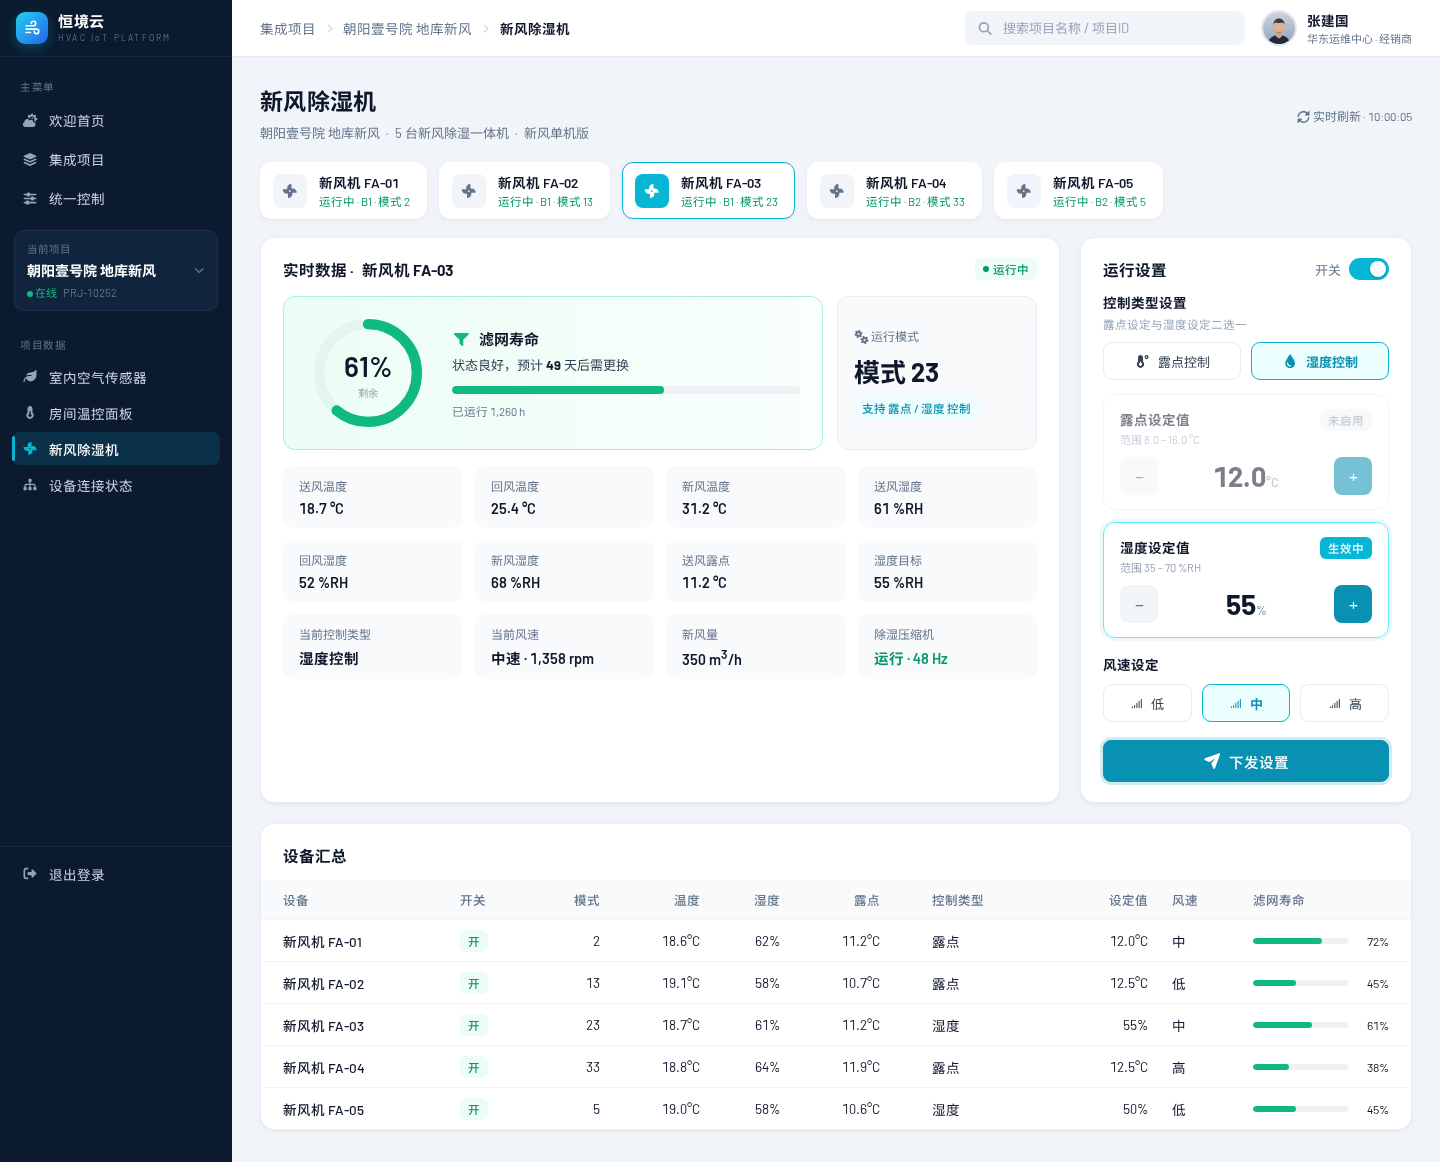 恒境云
HVAC IoT PLATFORM
主菜单
欢迎首页
集成项目
统一控制
当前项目
朝阳壹号院 地库新风
在线 PRJ-10252
项目数据
室内空气传感器
房间温控面板
新风除湿机
设备连接状态
退出登录
集成项目 朝阳壹号院 地库新风 新风除湿机
搜索项目名称 / 项目ID
张建国
华东运维中心 · 经销商
新风除湿机
朝阳壹号院 地库新风 · 5 台新风除湿一体机 · 新风单机版
实时刷新 · 10:00:05
新风机 FA-01
运行中 · B1 · 模式 2
新风机 FA-02
运行中 · B1 · 模式 13
新风机 FA-03
运行中 · B1 · 模式 23
新风机 FA-04
运行中 · B2 · 模式 33
新风机 FA-05
运行中 · B2 · 模式 5
实时数据 · 新风机 FA-03
运行中
61%
剩余
滤网寿命
状态良好，预计 49 天后需更换
已运行 1,260 h
运行模式
模式 23
支持 露点 / 湿度 控制
送风温度
18.7 °C
回风温度
25.4 °C
新风温度
31.2 °C
送风湿度
61 %RH
回风湿度
52 %RH
新风湿度
68 %RH
送风露点
11.2 °C
湿度目标
55 %RH
当前控制类型
湿度控制
当前风速
中速 · 1,358 rpm
新风量
350 m³/h
除湿压缩机
运行 · 48 Hz
运行设置
开关
控制类型设置
露点设定与湿度设定二选一
露点控制
湿度控制
露点设定值
未启用
范围 8.0 – 16.0 °C
− 12.0 °C +
湿度设定值
生效中
范围 35 – 70 %RH
− 55 % +
风速设定
低
中
高
下发设置
设备汇总
设备 开关 模式 温度 湿度 露点 控制类型 设定值 风速 滤网寿命
新风机 FA-01 开 2 18.6°C 62% 11.2°C 露点 12.0°C 中 72%
新风机 FA-02 开 13 19.1°C 58% 10.7°C 露点 12.5°C 低 45%
新风机 FA-03 开 23 18.7°C 61% 11.2°C 湿度 55% 中 61%
新风机 FA-04 开 33 18.8°C 64% 11.9°C 露点 12.5°C 高 38%
新风机 FA-05 开 5 19.0°C 58% 10.6°C 湿度 50% 低 45%